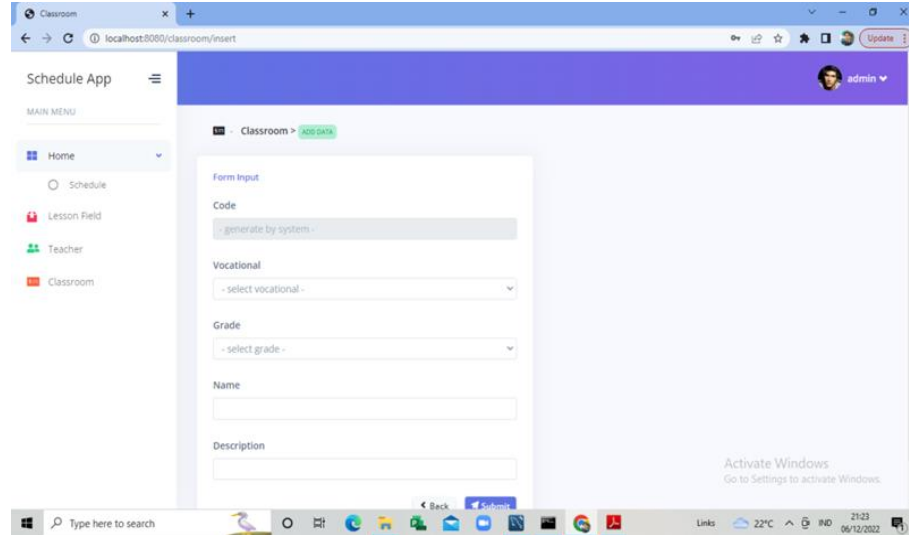 Classroom
localhost:8080/classroom/insert
Update
Schedule App
admin
MAIN MENU
- Classroom > ADD DATA
Home
Schedule
Lesson Field
Teacher
Classroom
Form Input
Code
- generate by system -
Vocational
- select vocational -
Grade
- select grade -
Name
Description
Back
Submit
Activate Windows
Go to Settings to activate Windows.
Type here to search
Links
22°C
IND
21:23
06/12/2022